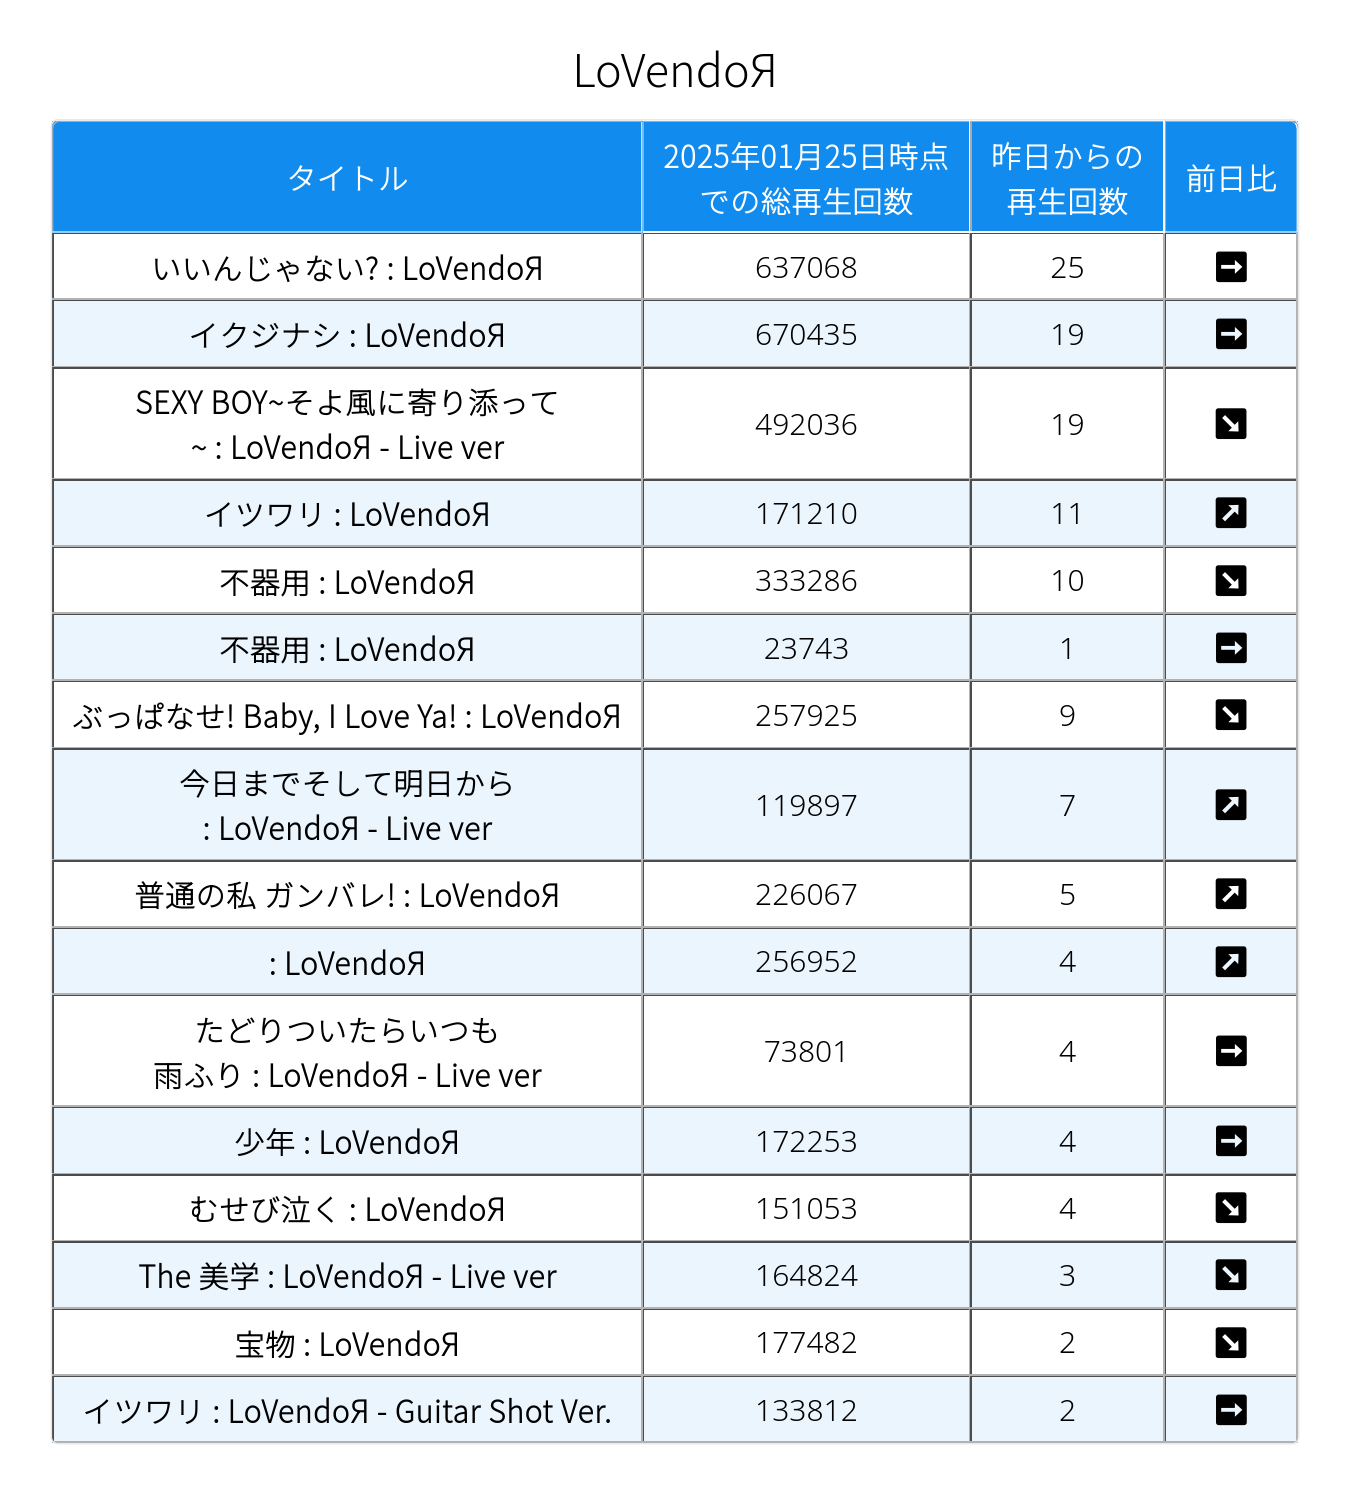 LoVendoЯ
タイトル
2025年01月25日時点
での総再生回数
昨日からの
再生回数
前日比
いいんじゃない? : LoVendoЯ 637068 25 ➡
イクジナシ : LoVendoЯ 670435 19 ➡
SEXY BOY~そよ風に寄り添って
~ : LoVendoЯ - Live ver 492036 19 ↘
イツワリ : LoVendoЯ 171210 11 ↗
不器用 : LoVendoЯ 333286 10 ↘
不器用 : LoVendoЯ 23743 1 ➡
ぶっぱなせ! Baby, I Love Ya! : LoVendoЯ 257925 9 ↘
今日までそして明日から
: LoVendoЯ - Live ver 119897 7 ↗
普通の私 ガンバレ! : LoVendoЯ 226067 5 ↗
: LoVendoЯ 256952 4 ↗
たどりついたらいつも
雨ふり : LoVendoЯ - Live ver 73801 4 ➡
少年 : LoVendoЯ 172253 4 ➡
むせび泣く : LoVendoЯ 151053 4 ↘
The 美学 : LoVendoЯ - Live ver 164824 3 ↘
宝物 : LoVendoЯ 177482 2 ↘
イツワリ : LoVendoЯ - Guitar Shot Ver. 133812 2 ➡